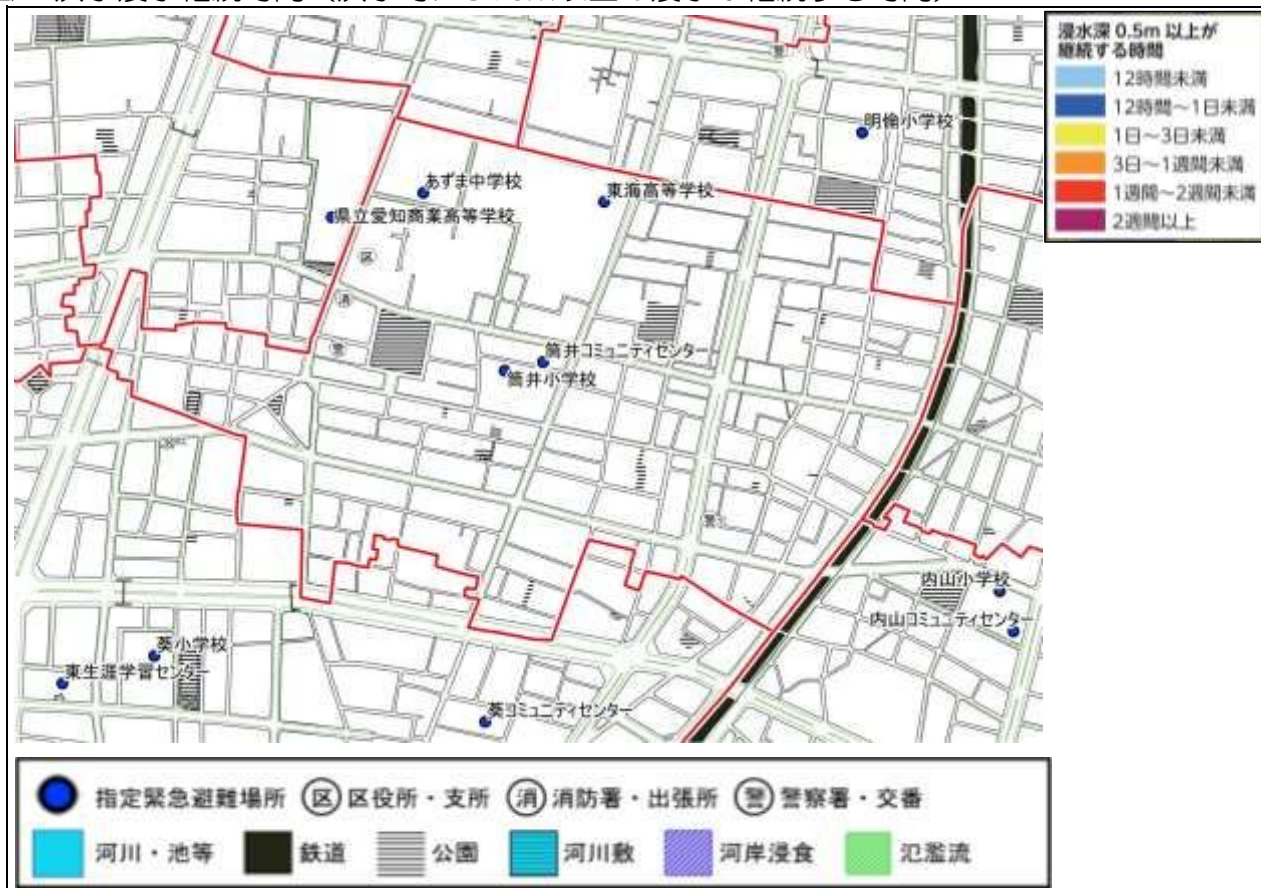 浸水深 0.5m 以上が
継続する時間
12時間未満
12時間～1日未満
1日～3日未満
3日～1週間未満
1週間～2週間未満
2週間以上
明倫小学校
あずま中学校
東海高等学校
県立愛知商業高等学校
区
消
筒井コミュニティセンター
警
筒井小学校
内山小学校
内山コミュニティセンター
葵小学校
東生涯学習センター
葵コミュニティセンター
指定緊急避難場所 区 区役所・支所 消 消防署・出張所 警 警察署・交番
河川・池等 鉄道 公園 河川敷 河岸浸食 氾濫流